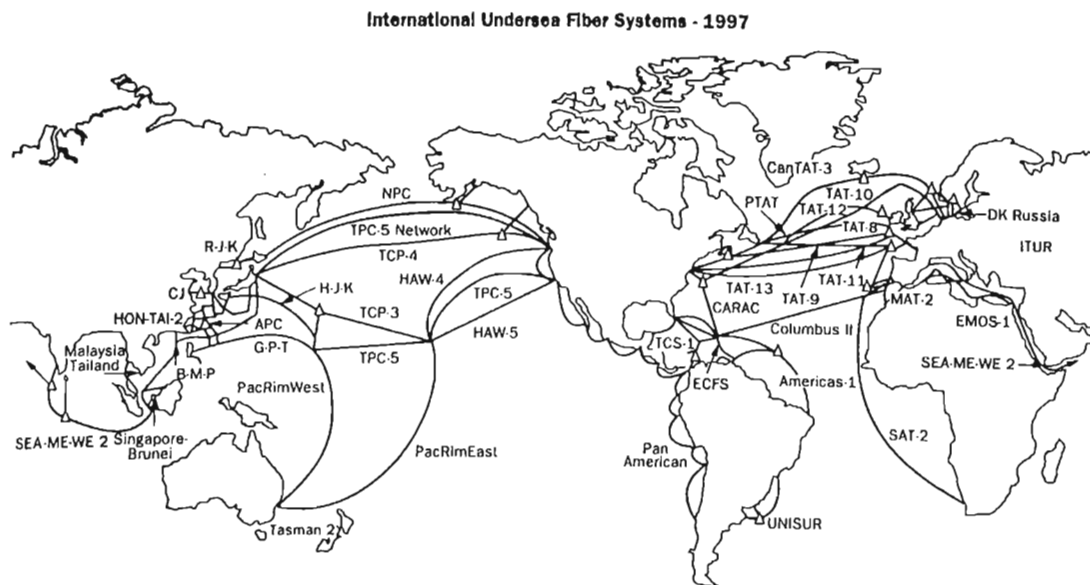 International Undersea Fiber Systems - 1997
CanTAT-3
NPC
TAT-10
PTAT
TAT-12
DK Russia
TPC-5 Network
TAT-8
R-J-K
ITUR
TCP-4
HAW-4
TAT-11
CJ
H-J-K
TPC-5
TAT-13
TAT-9
MAT-2
CARAC
HON-TAI-2
APC
TCP-3
EMOS-1
HAW-5
Columbus II
G-P-T
TCS-1
Malaysia
Tailand
TPC-5
SEA-ME-WE 2
B-M-P
ECFS
Americas-1
PacRimWest
SEA-ME-WE 2
Singapore-
Brunei
PacRimEast
Pan
American
SAT-2
Tasman 2
UNISUR